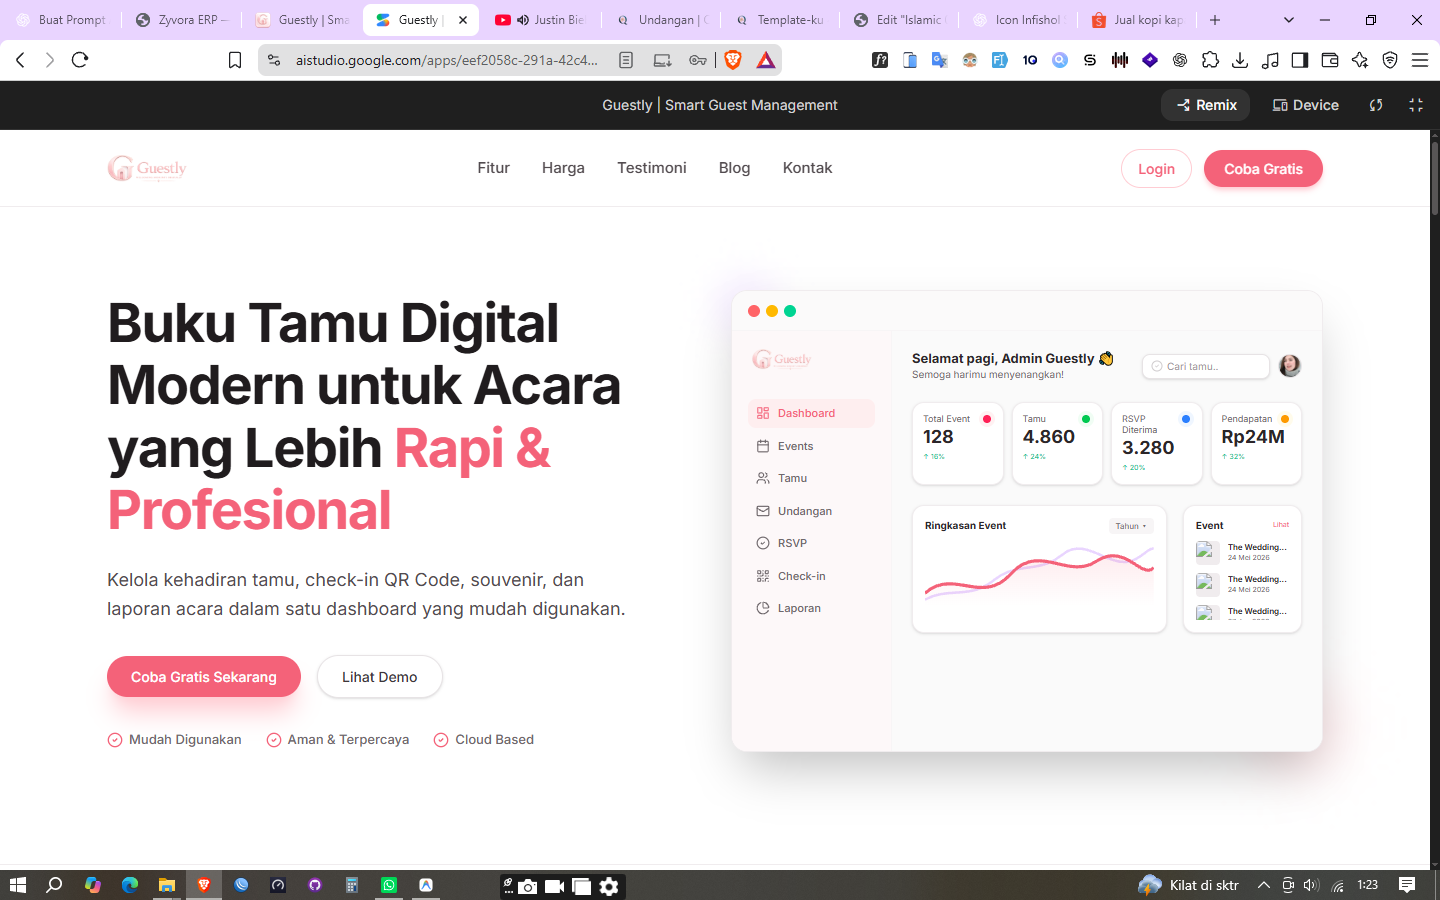 Buat Prompt
Zyvora ERP –
Guestly | Sma
Guestly |
Justin Bie
Undangan | 
Template-ku
Edit "Islamic
Icon Infishol
Jual kopi kap
aistudio.google.com/apps/eef2058c-291a-42c4...
Guestly | Smart Guest Management
Remix
Device
Guestly
Fitur
Harga
Testimoni
Blog
Kontak
Login
Coba Gratis
Buku Tamu Digital
Modern untuk Acara
yang Lebih Rapi &
Profesional
Kelola kehadiran tamu, check-in QR Code, souvenir, dan
laporan acara dalam satu dashboard yang mudah digunakan.
Coba Gratis Sekarang
Lihat Demo
Mudah Digunakan
Aman & Terpercaya
Cloud Based
Guestly
Dashboard
Events
Tamu
Undangan
RSVP
Check-in
Laporan
Selamat pagi, Admin Guestly 👋
Semoga harimu menyenangkan!
Cari tamu..
Total Event
128
↑ 16%
Tamu
4.860
↑ 24%
RSVP
Diterima
3.280
↑ 20%
Pendapatan
Rp24M
↑ 32%
Ringkasan Event
Tahun
Event
Lihat
The Wedding...
24 Mei 2026
The Wedding...
24 Mei 2026
The Wedding...
Kilat di sktr
1:23